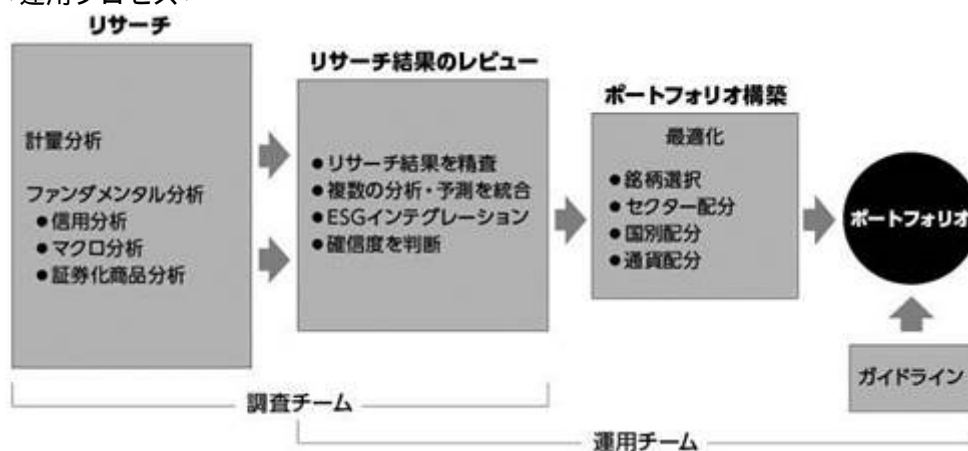 運用プロセス
リサーチ
計量分析
ファンダメンタル分析
●信用分析
●マクロ分析
●証券化商品分析
リサーチ結果のレビュー
●リサーチ結果を精査
●複数の分析・予測を統合
●ESGインテグレーション
●確信度を判断
ポートフォリオ構築
最適化
●銘柄選択
●セクター配分
●国別配分
●通貨配分
ポートフォリオ
ガイドライン
調査チーム
運用チーム